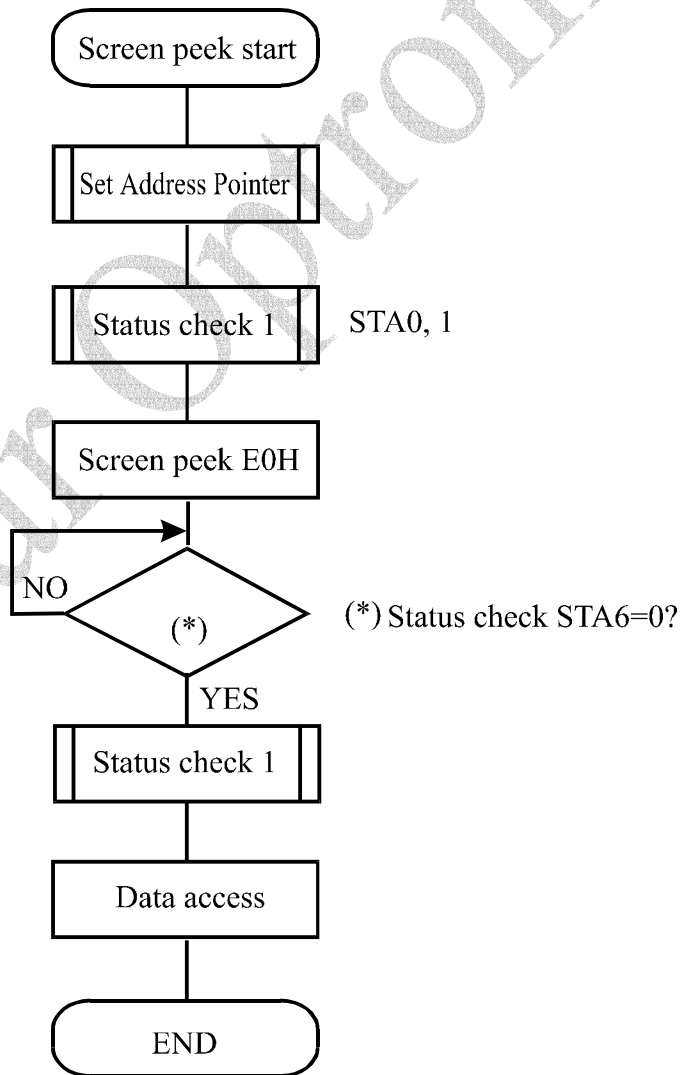 Screen peek start
Set Address Pointer
Status check 1
STA0, 1
Screen peek E0H
NO
(*)
(*) Status check STA6=0?
YES
Status check 1
Data access
END